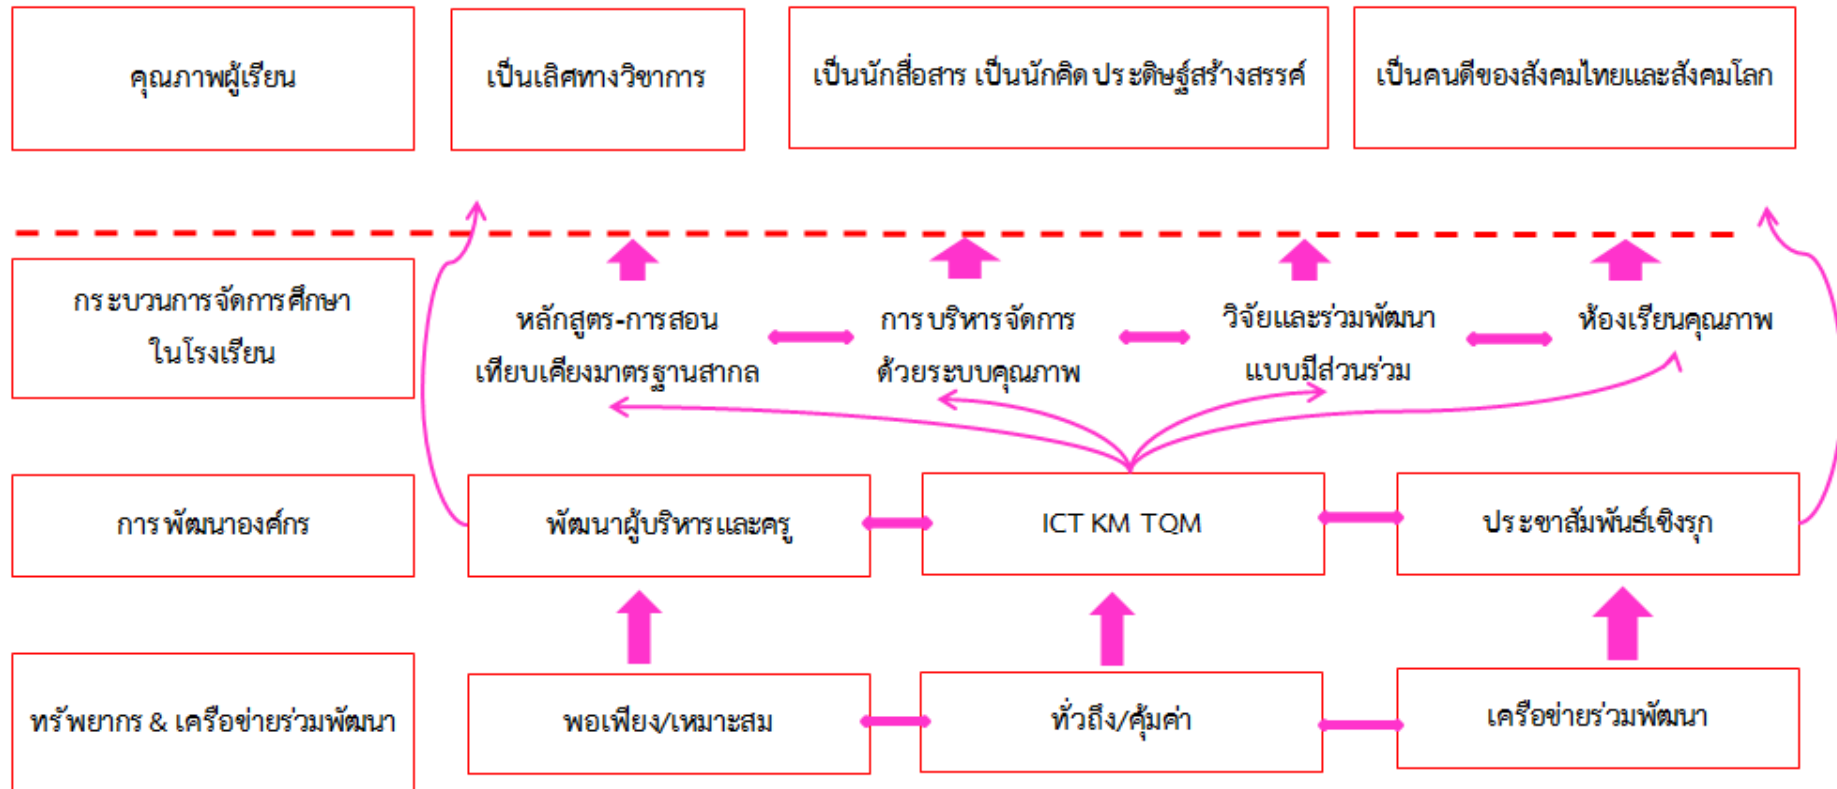 คุณภาพผู้เรียน
เป็นเลิศทางวิชาการ
เป็นนักสื่อสาร เป็นนักคิด ประดิษฐ์สร้างสรรค์
เป็นคนดีของสังคมไทยและสังคมโลก
กระบวนการจัดการศึกษา
ในโรงเรียน
หลักสูตร-การสอน
เทียบเคียงมาตรฐานสากล
การบริหารจัดการ
ด้วยระบบคุณภาพ
วิจัยและร่วมพัฒนา
แบบมีส่วนร่วม
ห้องเรียนคุณภาพ
การพัฒนาองค์กร
พัฒนาผู้บริหารและครู
ICT KM TQM
ประชาสัมพันธ์เชิงรุก
ทรัพยากร & เครือข่ายร่วมพัฒนา
พอเพียง/เหมาะสม
ทั่วถึง/คุ้มค่า
เครือข่ายร่วมพัฒนา